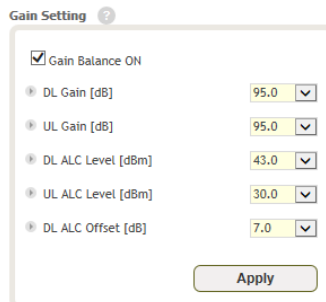 Gain Setting ?
Gain Balance ON
DL Gain [dB] 95.0
UL Gain [dB] 95.0
DL ALC Level [dBm] 43.0
UL ALC Level [dBm] 30.0
DL ALC Offset [dB] 7.0
Apply